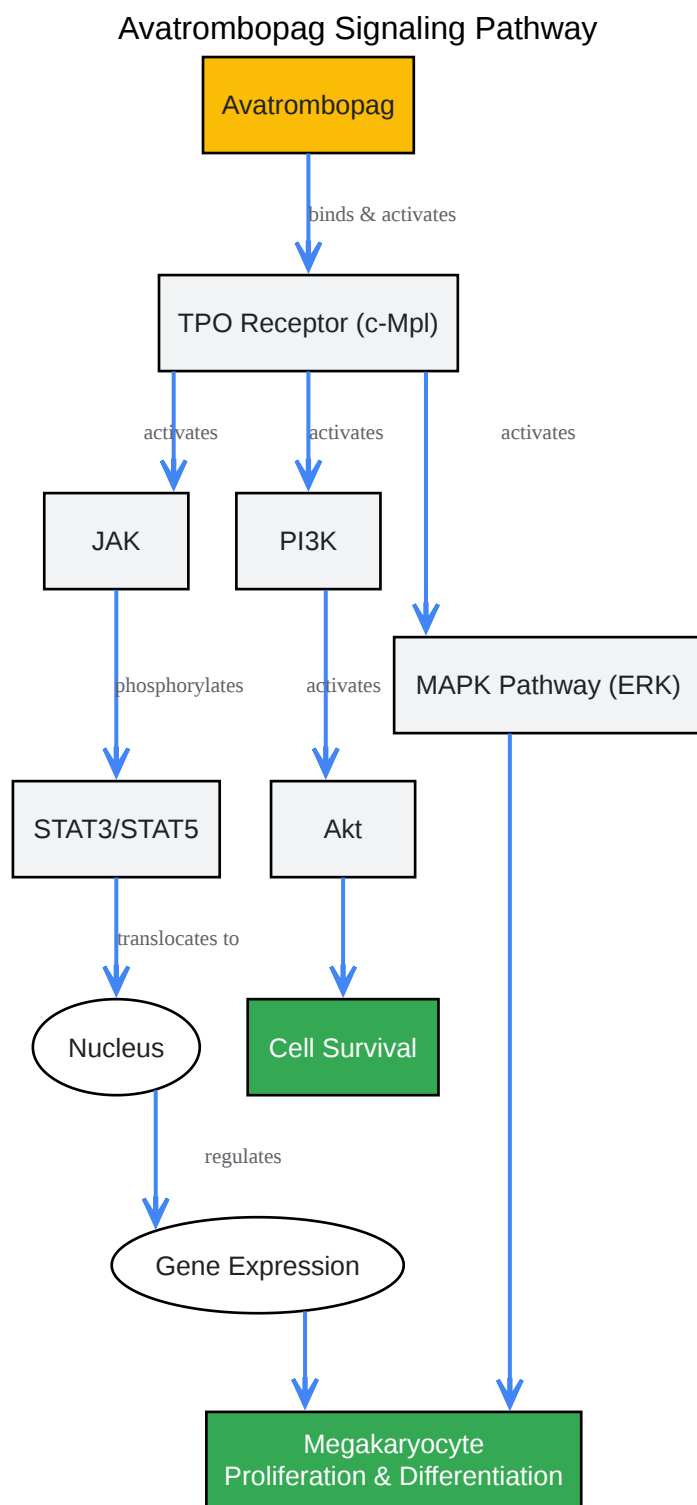 Avatrombopag Signaling Pathway
Avatrombopag
binds & activates
TPO Receptor (c-Mpl)
activates
activates
activates
JAK
PI3K
MAPK Pathway (ERK)
phosphorylates
activates
STAT3/STAT5
Akt
translocates to
Nucleus
Cell Survival
regulates
Gene Expression
Megakaryocyte
Proliferation & Differentiation